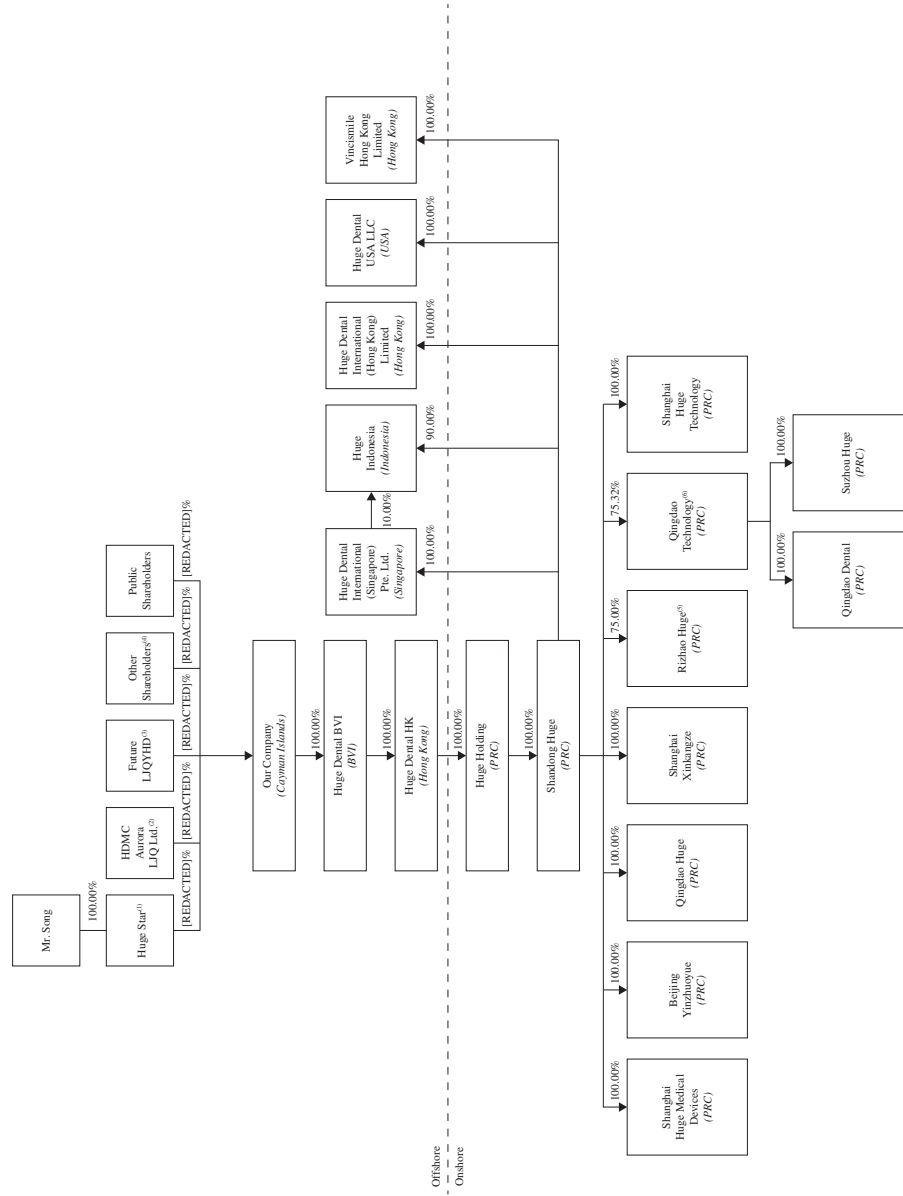 Mr. Song
100.00%
Huge Star(1)
HDMC
Aurora
LJQ Ltd.(2)
Future
LJQYHD(3)
Other
Shareholders(4)
Public
Shareholders
[REDACTED]%
[REDACTED]%
[REDACTED]%
[REDACTED]%
[REDACTED]%
Our Company
(Cayman Islands)
100.00%
Huge Dental BVI
(BVI)
100.00%
Huge Dental HK
(Hong Kong)
Huge Dental
International
(Singapore)
Pte. Ltd.
(Singapore)
10.00%
Huge
Indonesia
(Indonesia)
Huge Dental
International
(Hong Kong)
Limited
(Hong Kong)
Huge Dental
USA LLC
(USA)
Vincismile
Hong Kong
Limited
(Hong Kong)
100.00%
90.00%
100.00%
100.00%
100.00%
Offshore
Onshore
100.00%
Huge Holding
(PRC)
100.00%
Shandong Huge
(PRC)
100.00%
100.00%
100.00%
100.00%
75.00%
75.32%
100.00%
Shanghai
Huge Medical
Devices
(PRC)
Beijing
Yinzhuoyue
(PRC)
Qingdao Huge
(PRC)
Shanghai
Xinkangze
(PRC)
Rizhao Huge(5)
(PRC)
Qingdao
Technology(6)
(PRC)
Shanghai
Huge
Technology
(PRC)
100.00%
100.00%
Qingdao Dental
(PRC)
Suzhou Huge
(PRC)